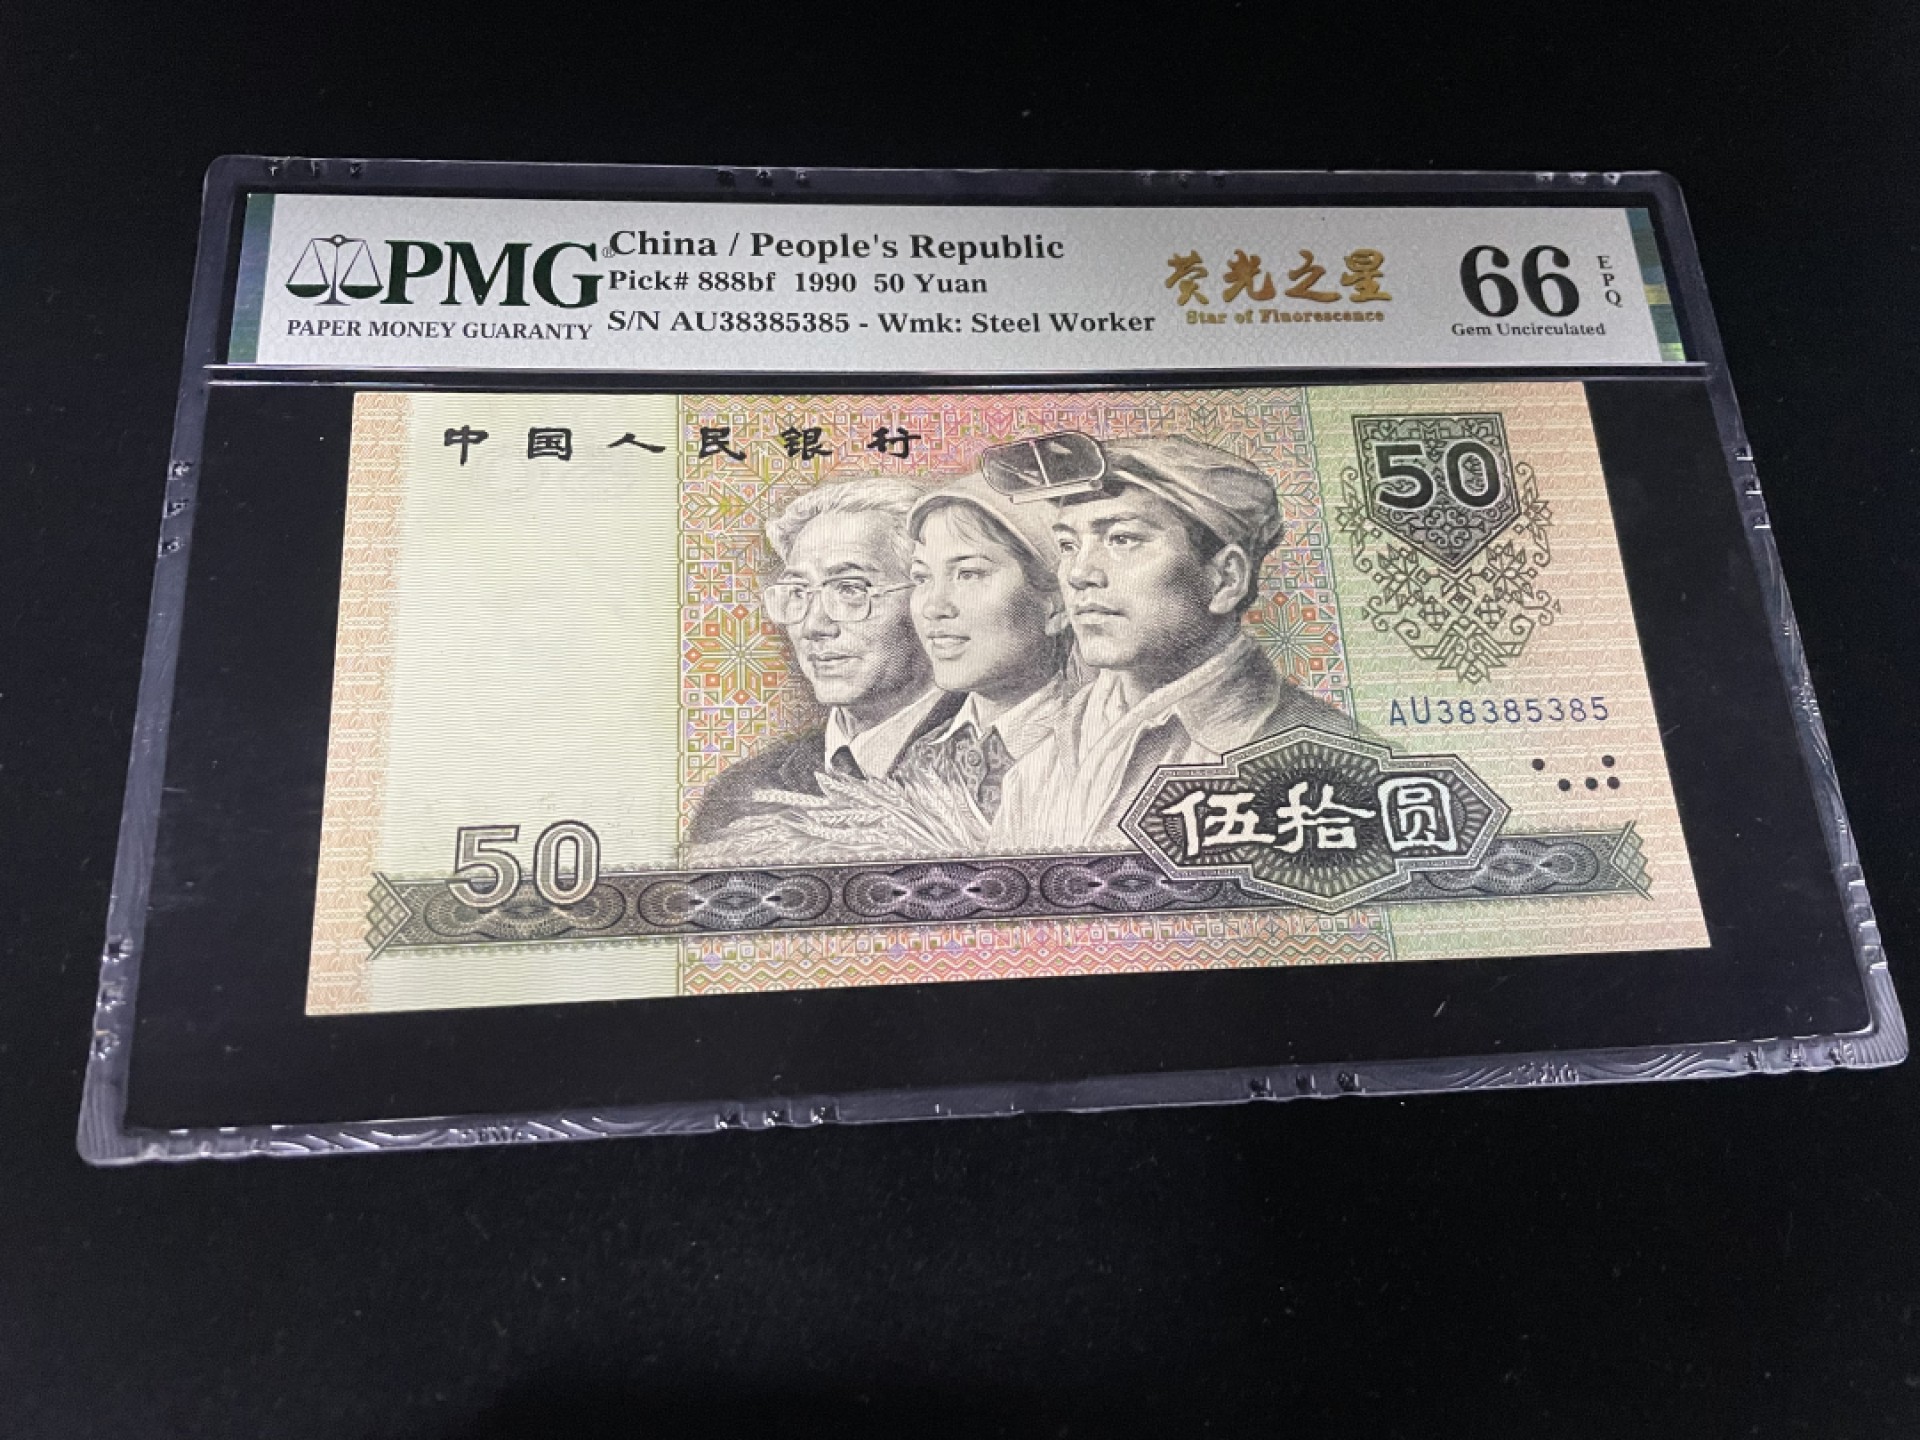 PMG®
PAPER MONEY GUARANTY
China / People's Republic
Pick# 888bf 1990 50 Yuan
S/N AU38385385 - Wmk: Steel Worker
荧光之星
Star of Fluorescence
66 EPQ
Gem Uncirculated
中国人民银行
50
AU38385385
伍拾圆
50
PMG